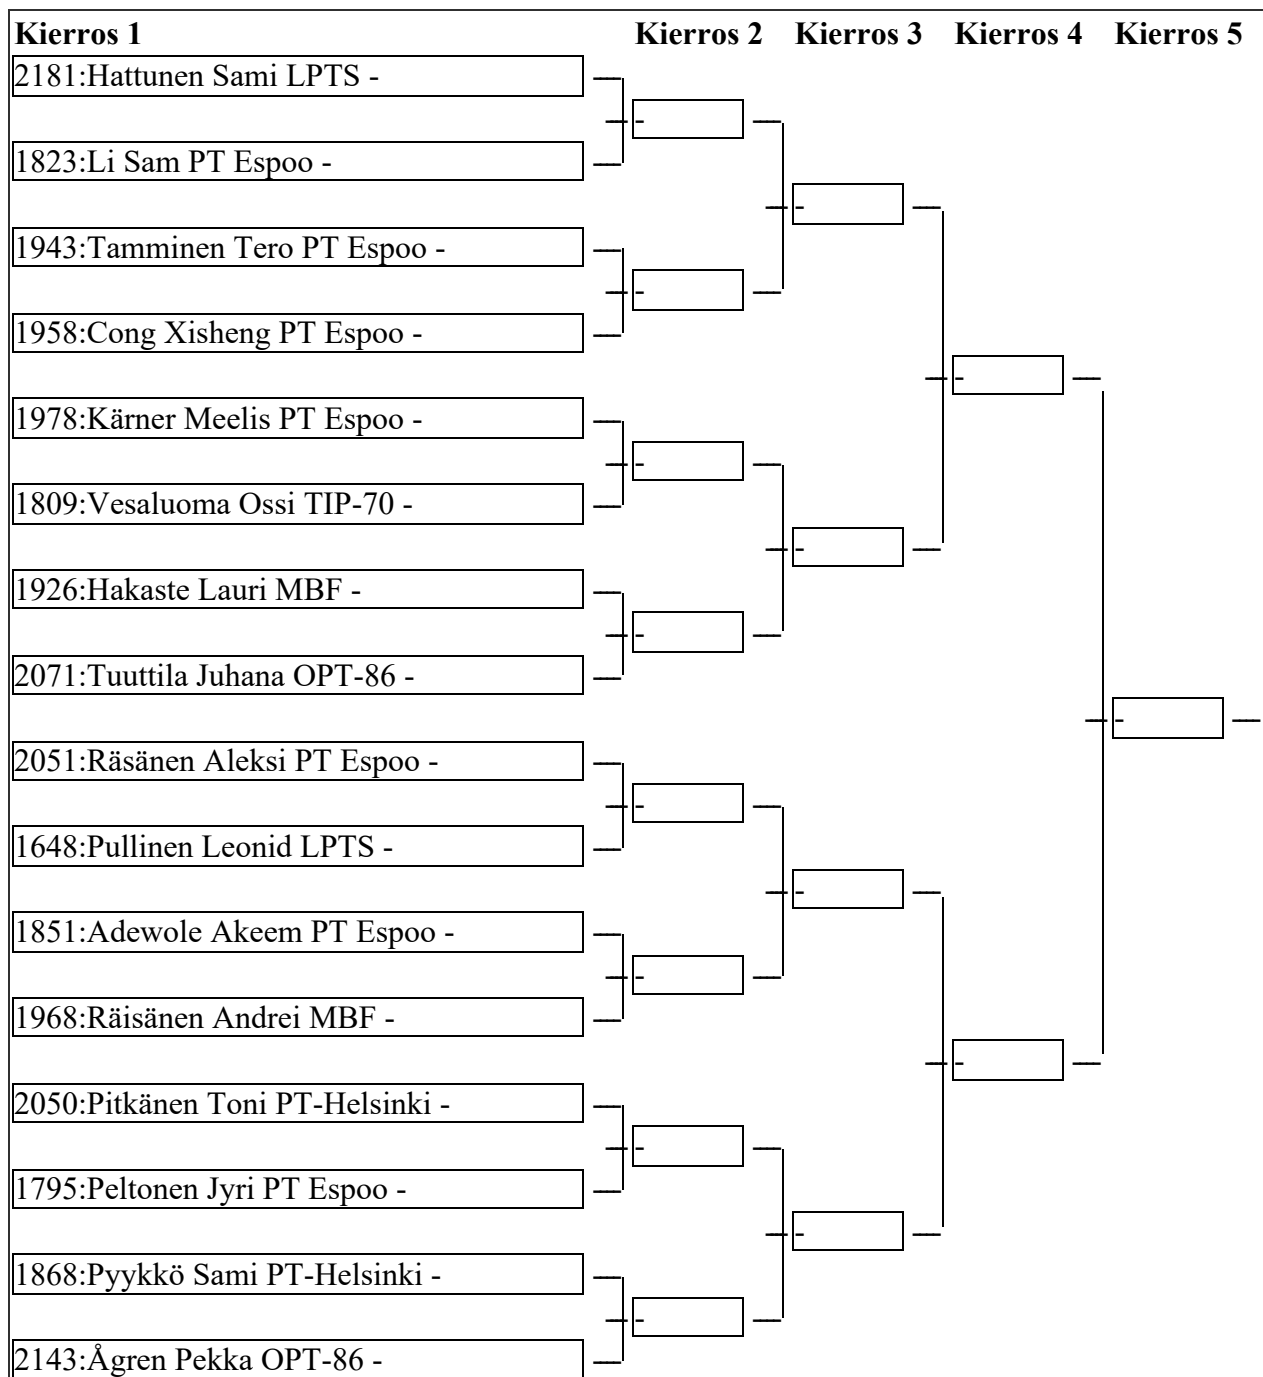 Kierros 1 Kierros 2 Kierros 3 Kierros 4 Kierros 5
2181:Hattunen Sami LPTS -
-
1823:Li Sam PT Espoo -
-
1943:Tamminen Tero PT Espoo -
-
1958:Cong Xisheng PT Espoo -
-
1978:Kärner Meelis PT Espoo -
-
1809:Vesaluoma Ossi TIP-70 -
-
1926:Hakaste Lauri MBF -
-
2071:Tuuttila Juhana OPT-86 -
-
2051:Räsänen Aleksi PT Espoo -
-
1648:Pullinen Leonid LPTS -
-
1851:Adewole Akeem PT Espoo -
-
1968:Räisänen Andrei MBF -
-
2050:Pitkänen Toni PT-Helsinki -
-
1795:Peltonen Jyri PT Espoo -
-
1868:Pyykkö Sami PT-Helsinki -
-
2143:Ågren Pekka OPT-86 -